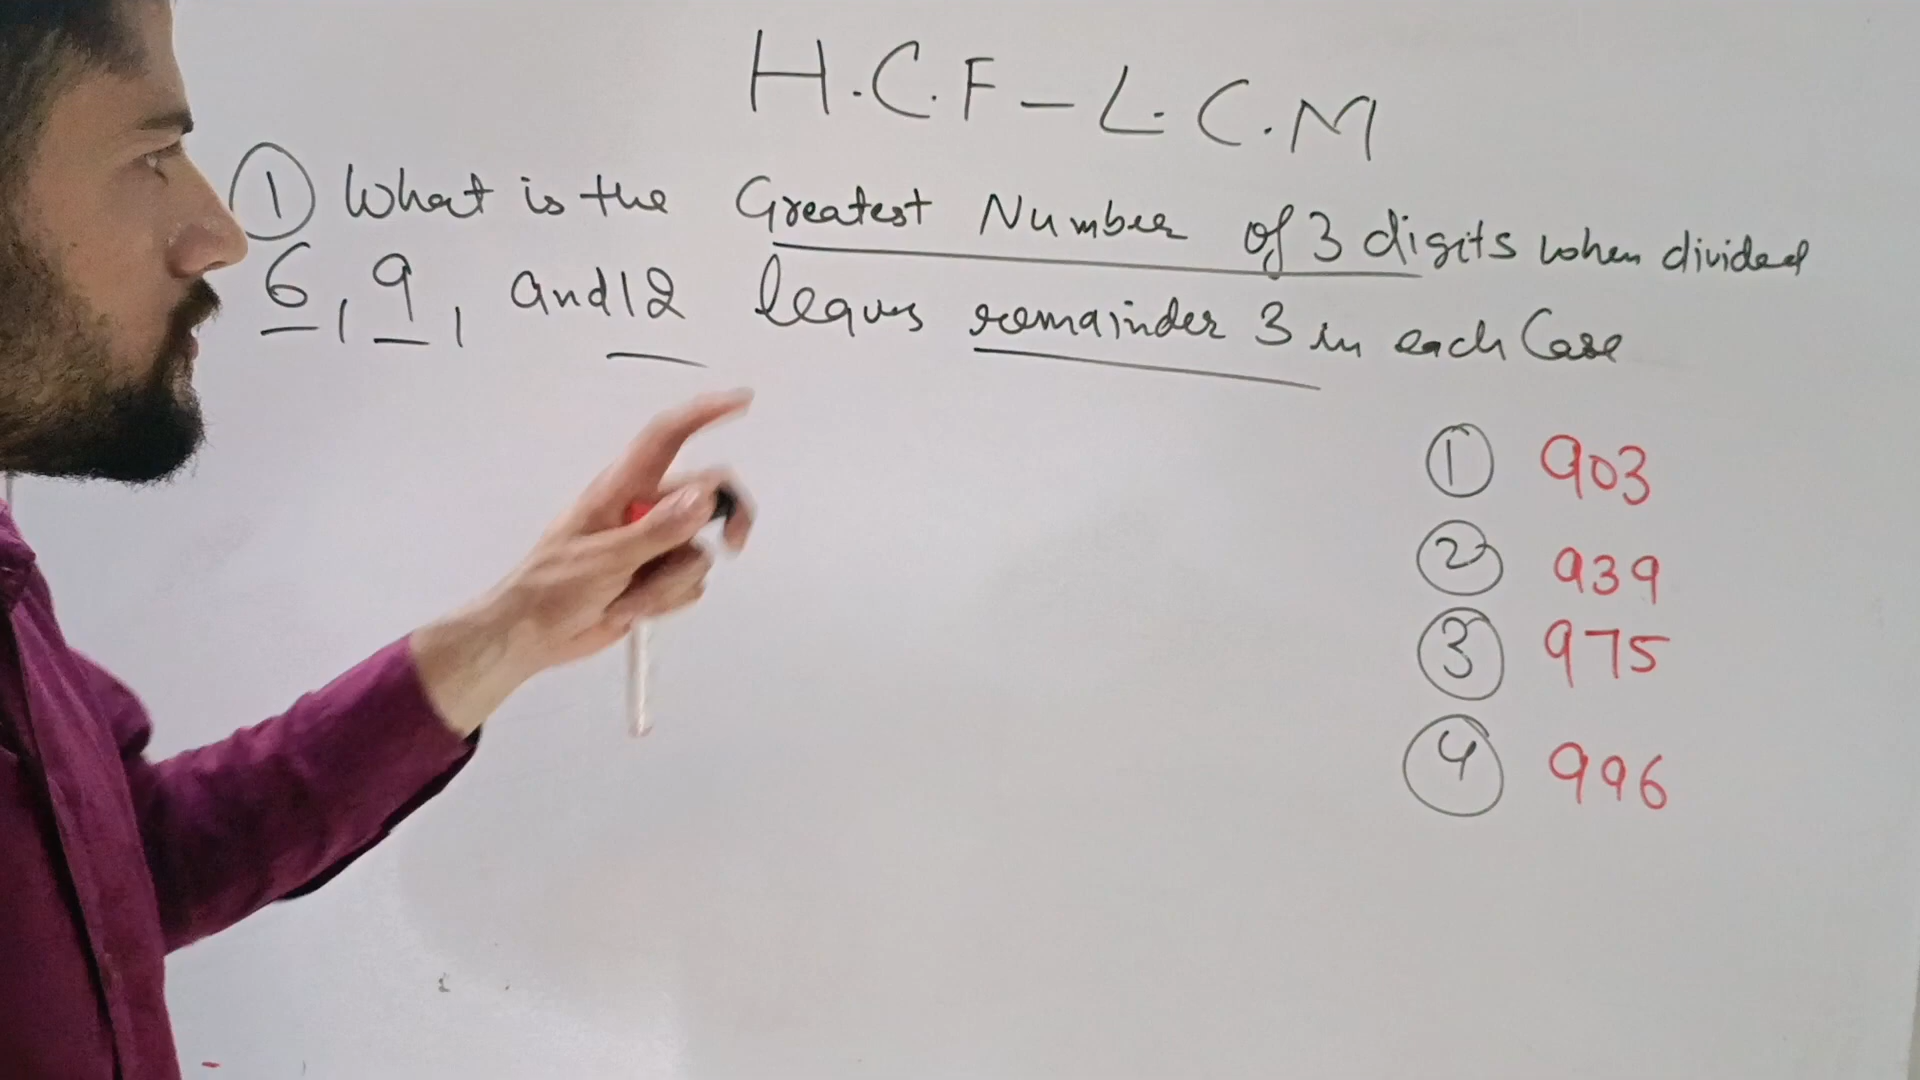 H.C.F - L.C.M
① What is the Greatest Number of 3 digits when divided
6, 9, and 12 leaves remainder 3 in each Case
① 903
② 939
③ 975
④ 996